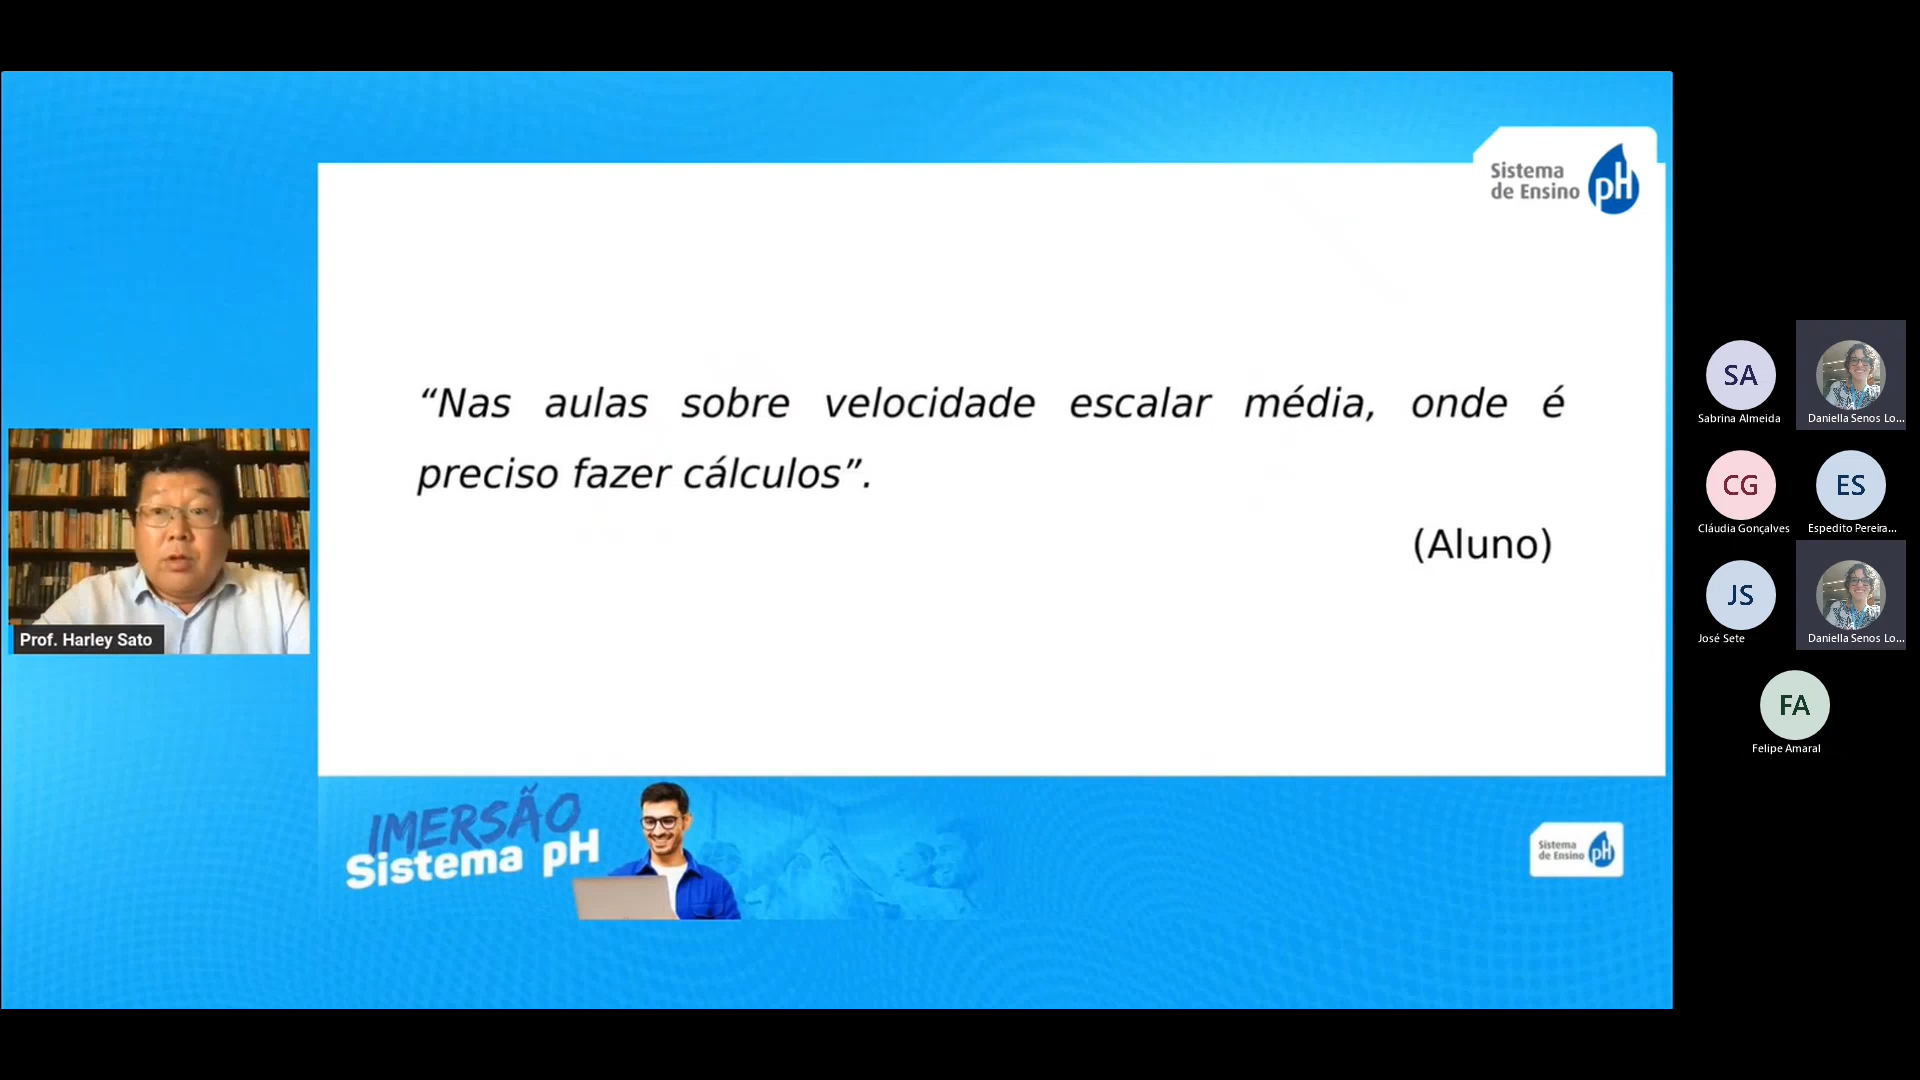 Sistema
de Ensino
pH
“Nas aulas sobre velocidade escalar média, onde é
preciso fazer cálculos”.
(Aluno)
Prof. Harley Sato
IMERSÃO
Sistema pH
Sistema
de Ensino
pH
SA
Sabrina Almeida
Daniella Senos Lo...
CG
Cláudia Gonçalves
ES
Espedito Pereira...
JS
José Sete
Daniella Senos Lo...
FA
Felipe Amaral